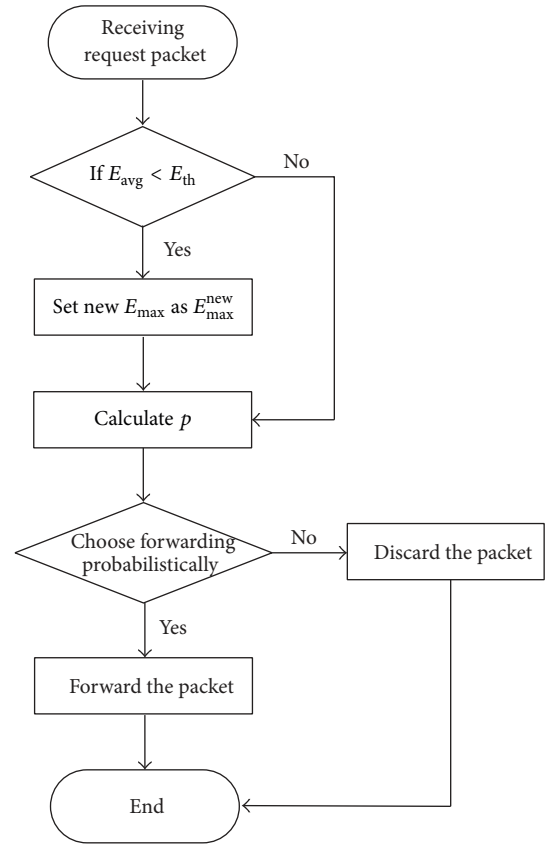 Receiving
request packet
If E_avg < E_th
No
Yes
Set new E_max as E_max^new
Calculate p
Choose forwarding
probabilistically
No
Discard the packet
Yes
Forward the packet
End